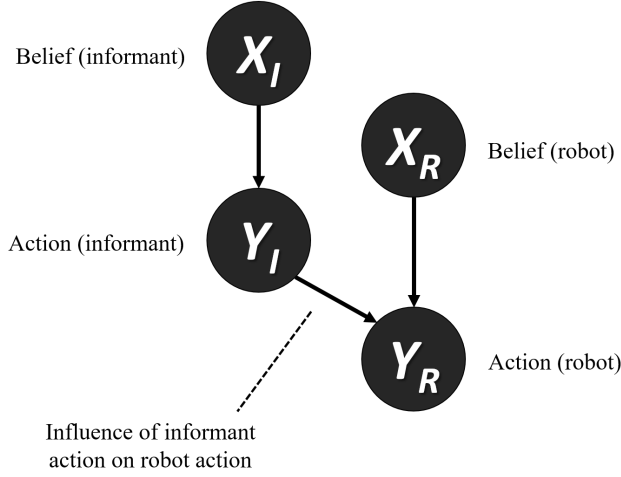 X_I
Belief (informant)
X_R
Belief (robot)
Y_I
Action (informant)
Y_R
Action (robot)
Influence of informant
action on robot action